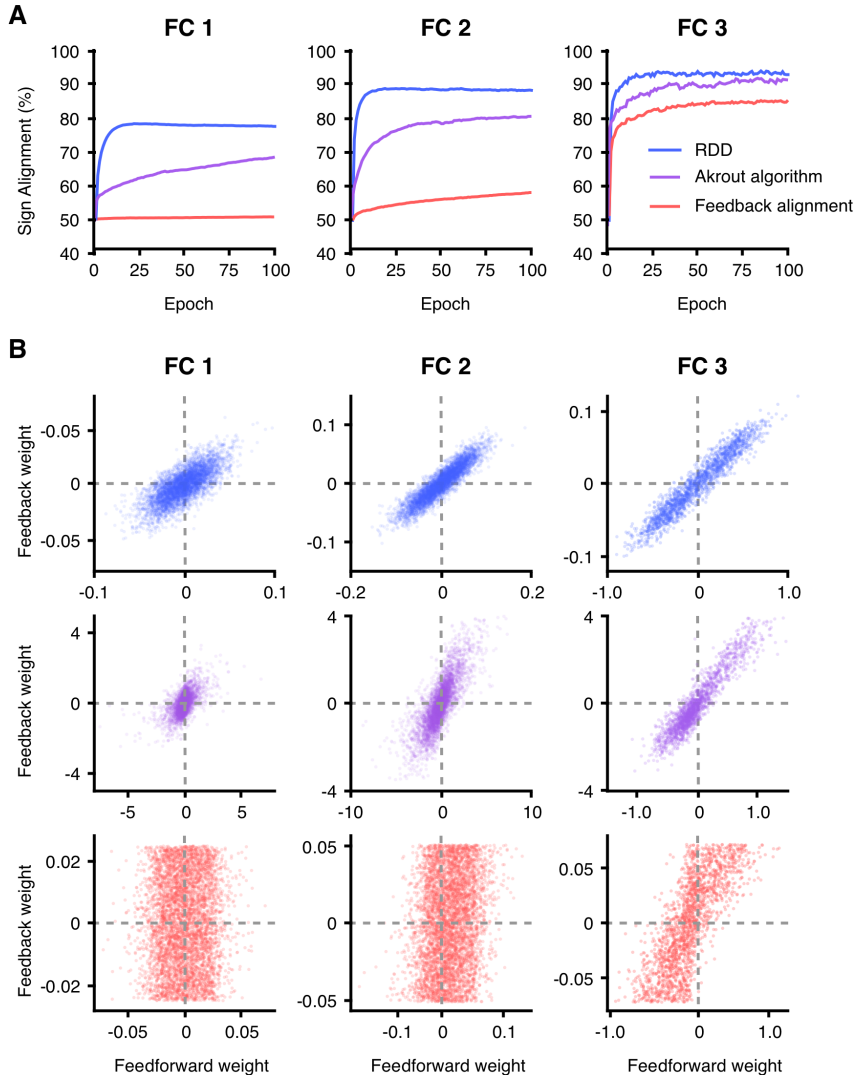 A
FC 1
FC 2
FC 3
Sign Alignment (%)
100
90
80
70
60
50
40
0 25 50 75 100
Epoch
100
90
80
70
60
50
40
0 25 50 75 100
Epoch
100
90
80
70
60
50
40
0 25 50 75 100
Epoch
RDD
Akrout algorithm
Feedback alignment
B
FC 1
FC 2
FC 3
Feedback weight
-0.05
0
-0.05
-0.1 0 0.1
0.1
0
-0.1
-0.2 0 0.2
0.1
0
-0.1
-1.0 0 1.0
Feedback weight
4
0
-4
-5 0 5
4
0
-4
-10 0 10
4
0
-4
-1.0 0 1.0
Feedback weight
0.02
0
-0.02
-0.05 0 0.05
Feedforward weight
0.05
0
-0.05
-0.1 0 0.1
Feedforward weight
0.05
0
-0.05
-1.0 0 1.0
Feedforward weight